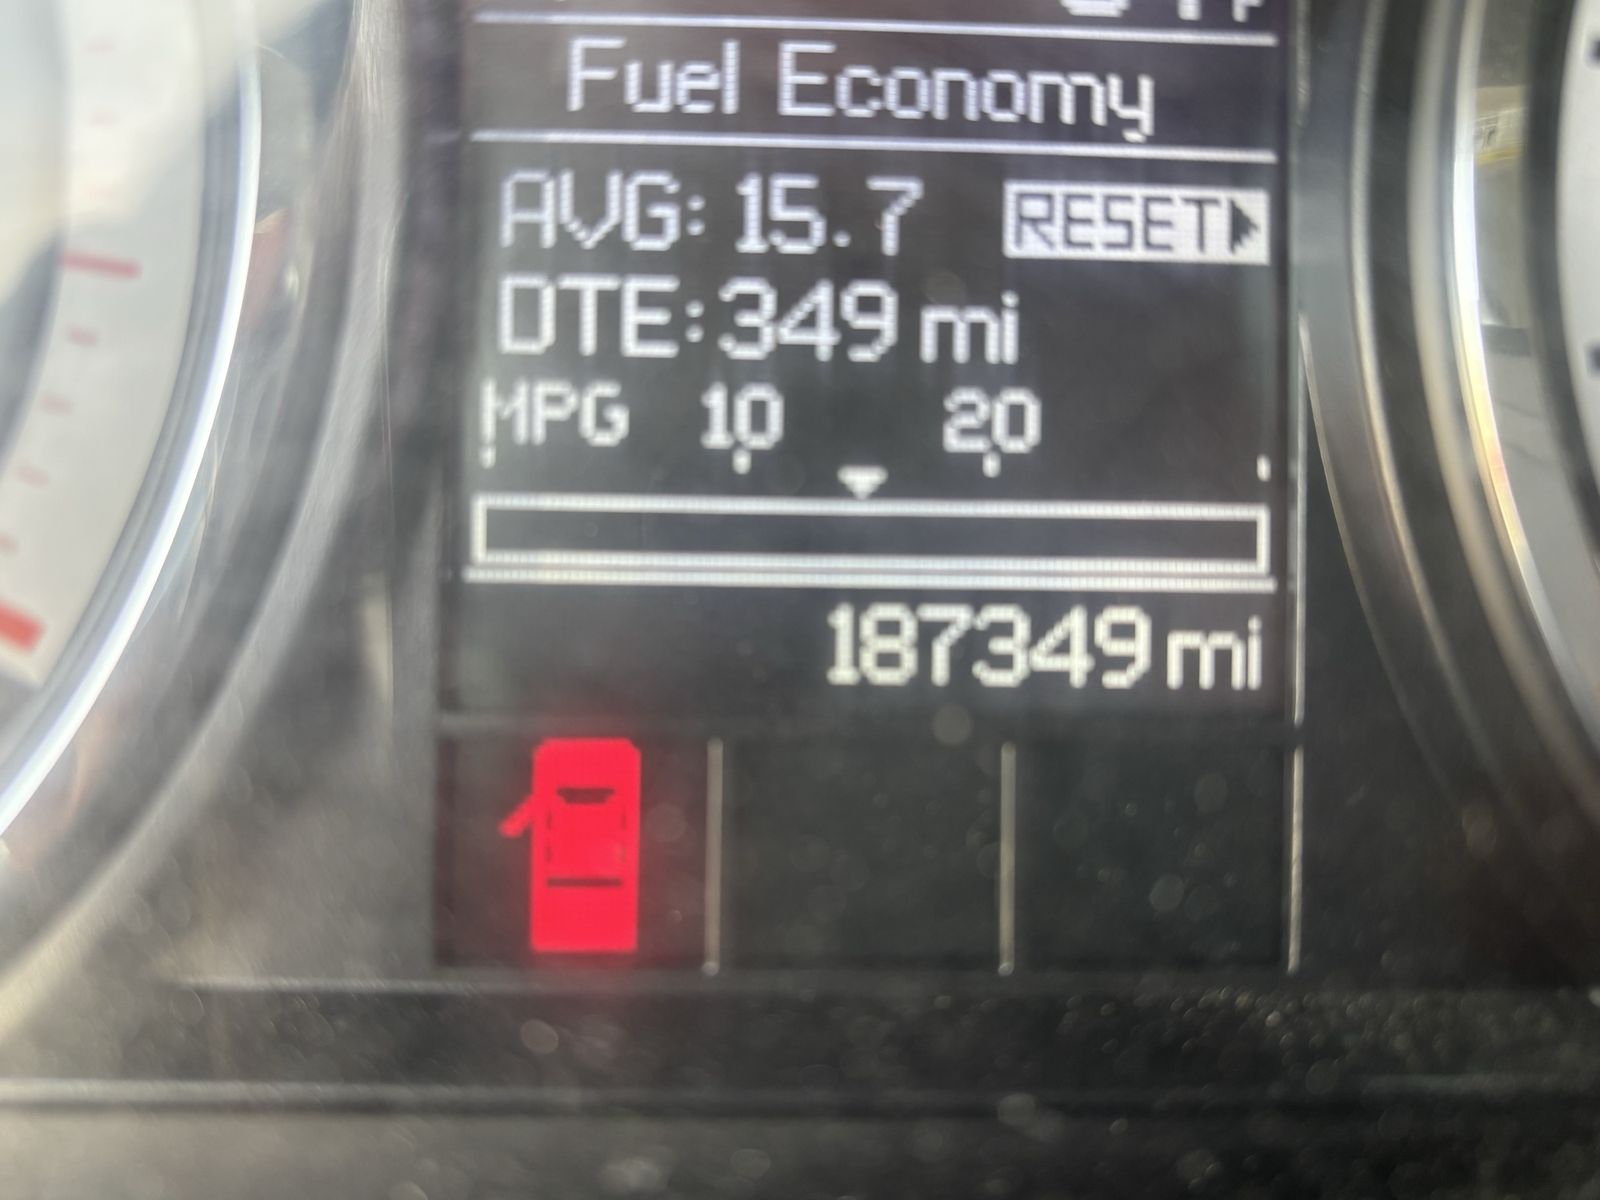 Fuel Economy
AVG: 15.7 RESET
DTE: 349 mi
MPG 10 20
187349 mi